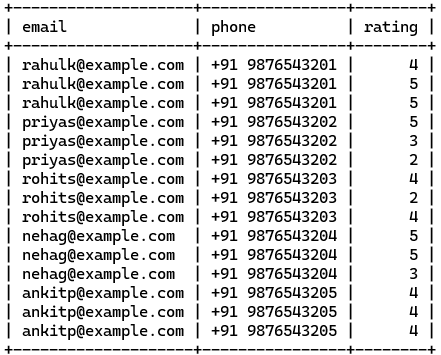 +--------------------+----------------+--------+
| email              | phone          | rating |
+--------------------+----------------+--------+
| rahulk@example.com | +91 9876543201 |      4 |
| rahulk@example.com | +91 9876543201 |      5 |
| rahulk@example.com | +91 9876543201 |      5 |
| priyas@example.com | +91 9876543202 |      5 |
| priyas@example.com | +91 9876543202 |      3 |
| priyas@example.com | +91 9876543202 |      2 |
| rohits@example.com | +91 9876543203 |      4 |
| rohits@example.com | +91 9876543203 |      2 |
| rohits@example.com | +91 9876543203 |      4 |
| nehag@example.com  | +91 9876543204 |      5 |
| nehag@example.com  | +91 9876543204 |      5 |
| nehag@example.com  | +91 9876543204 |      3 |
| ankitp@example.com | +91 9876543205 |      4 |
| ankitp@example.com | +91 9876543205 |      4 |
| ankitp@example.com | +91 9876543205 |      4 |
+--------------------+----------------+--------+